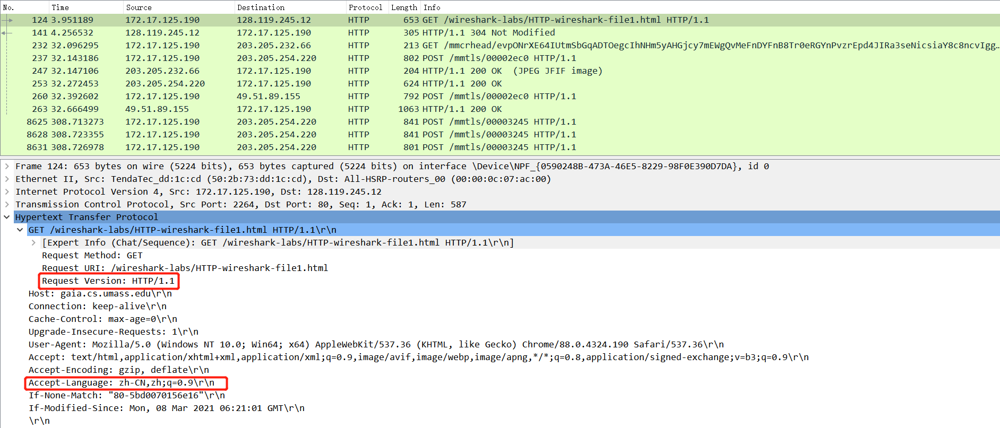 No. Time Source Destination Protocol Length Info
124 3.951189 172.17.125.190 128.119.245.12 HTTP 653 GET /wireshark-labs/HTTP-wireshark-file1.html HTTP/1.1
141 4.256532 128.119.245.12 172.17.125.190 HTTP 305 HTTP/1.1 304 Not Modified
232 32.096295 172.17.125.190 203.205.232.66 HTTP 213 GET /mmcrhead/evpONrXE64IUtmSbGqADTOegcIhNHm5yAHGjcy7mEWgQvMeFnDYFnB8Tr0eRGYnPvzrEpd4JIRa3seNicsiaY8c8ncvIgg…
237 32.143186 172.17.125.190 203.205.254.220 HTTP 802 POST /mmtls/00002ec0 HTTP/1.1
247 32.147106 203.205.232.66 172.17.125.190 HTTP 204 HTTP/1.1 200 OK (JPEG JFIF image)
253 32.272453 203.205.254.220 172.17.125.190 HTTP 624 HTTP/1.1 200 OK
260 32.392602 172.17.125.190 49.51.89.155 HTTP 792 POST /mmtls/00002ec0 HTTP/1.1
263 32.666499 49.51.89.155 172.17.125.190 HTTP 1063 HTTP/1.1 200 OK
8625 308.713273 172.17.125.190 203.205.254.220 HTTP 841 POST /mmtls/00003245 HTTP/1.1
8628 308.723355 172.17.125.190 203.205.254.220 HTTP 841 POST /mmtls/00003245 HTTP/1.1
8631 308.726978 172.17.125.190 203.205.254.220 HTTP 801 POST /mmtls/00003245 HTTP/1.1
Frame 124: 653 bytes on wire (5224 bits), 653 bytes captured (5224 bits) on interface \Device\NPF_{0590248B-473A-46E5-8229-98F0E390D7DA}, id 0
Ethernet II, Src: TendaTec_dd:1c:cd (50:2b:73:dd:1c:cd), Dst: All-HSRP-routers_00 (00:00:0c:07:ac:00)
Internet Protocol Version 4, Src: 172.17.125.190, Dst: 128.119.245.12
Transmission Control Protocol, Src Port: 2264, Dst Port: 80, Seq: 1, Ack: 1, Len: 587
Hypertext Transfer Protocol
GET /wireshark-labs/HTTP-wireshark-file1.html HTTP/1.1\r\n
[Expert Info (Chat/Sequence): GET /wireshark-labs/HTTP-wireshark-file1.html HTTP/1.1\r\n]
Request Method: GET
Request URI: /wireshark-labs/HTTP-wireshark-file1.html
Request Version: HTTP/1.1
Host: gaia.cs.umass.edu\r\n
Connection: keep-alive\r\n
Cache-Control: max-age=0\r\n
Upgrade-Insecure-Requests: 1\r\n
User-Agent: Mozilla/5.0 (Windows NT 10.0; Win64; x64) AppleWebKit/537.36 (KHTML, like Gecko) Chrome/88.0.4324.190 Safari/537.36\r\n
Accept: text/html,application/xhtml+xml,application/xml;q=0.9,image/avif,image/webp,image/apng,*/*;q=0.8,application/signed-exchange;v=b3;q=0.9\r\n
Accept-Encoding: gzip, deflate\r\n
Accept-Language: zh-CN,zh;q=0.9\r\n
If-None-Match: "80-5bd0070156e16"\r\n
If-Modified-Since: Mon, 08 Mar 2021 06:21:01 GMT\r\n
\r\n